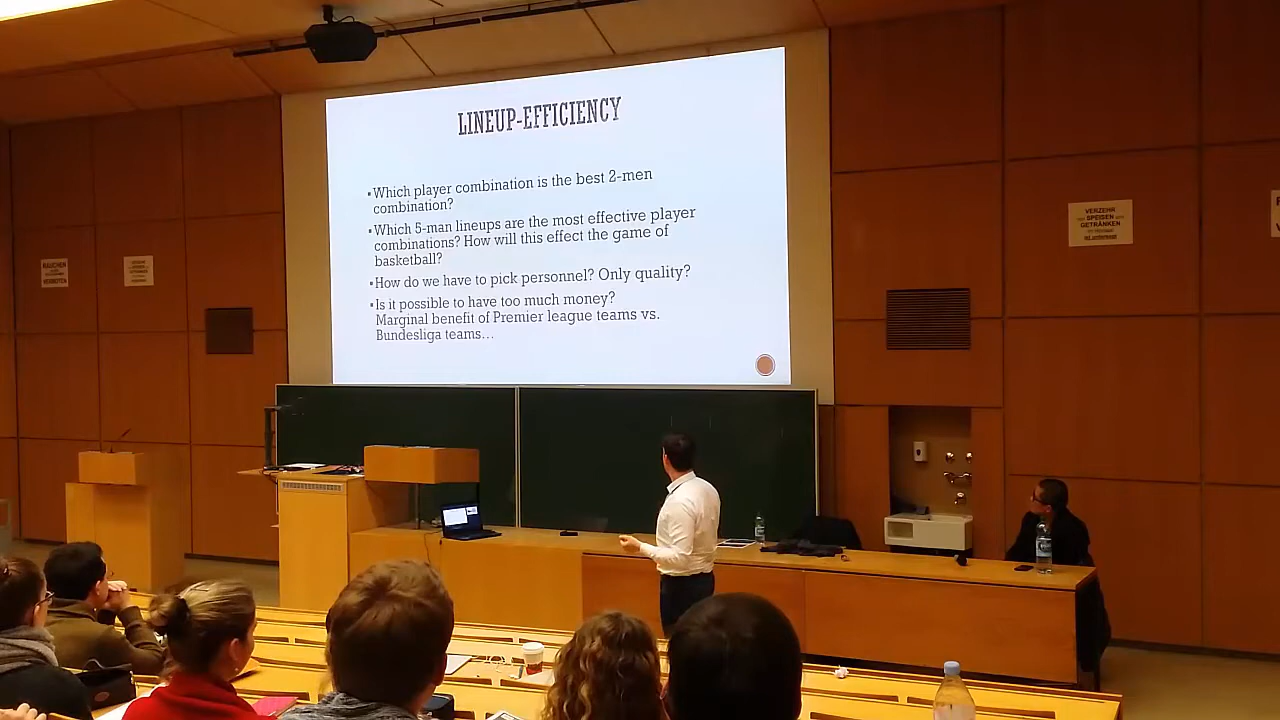 LINEUP-EFFICIENCY
▪Which player combination is the best 2-men
combination?
▪Which 5-man lineups are the most effective player
combinations? How will this effect the game of
basketball?
▪How do we have to pick personnel? Only quality?
▪Is it possible to have too much money?
Marginal benefit of Premier league teams vs.
Bundesliga teams…
RAUCHEN
VERBOTEN
VERZEHR
SPEISEN
GETRÄNKEN